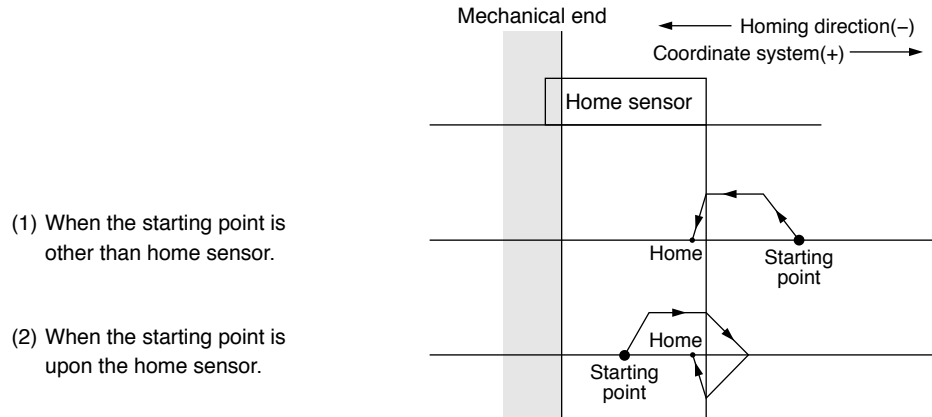 Mechanical end
Homing direction(−)
Coordinate system(+)
Home sensor
(1) When the starting point is
other than home sensor.
Home
Starting
point
(2) When the starting point is
upon the home sensor.
Home
Starting
point